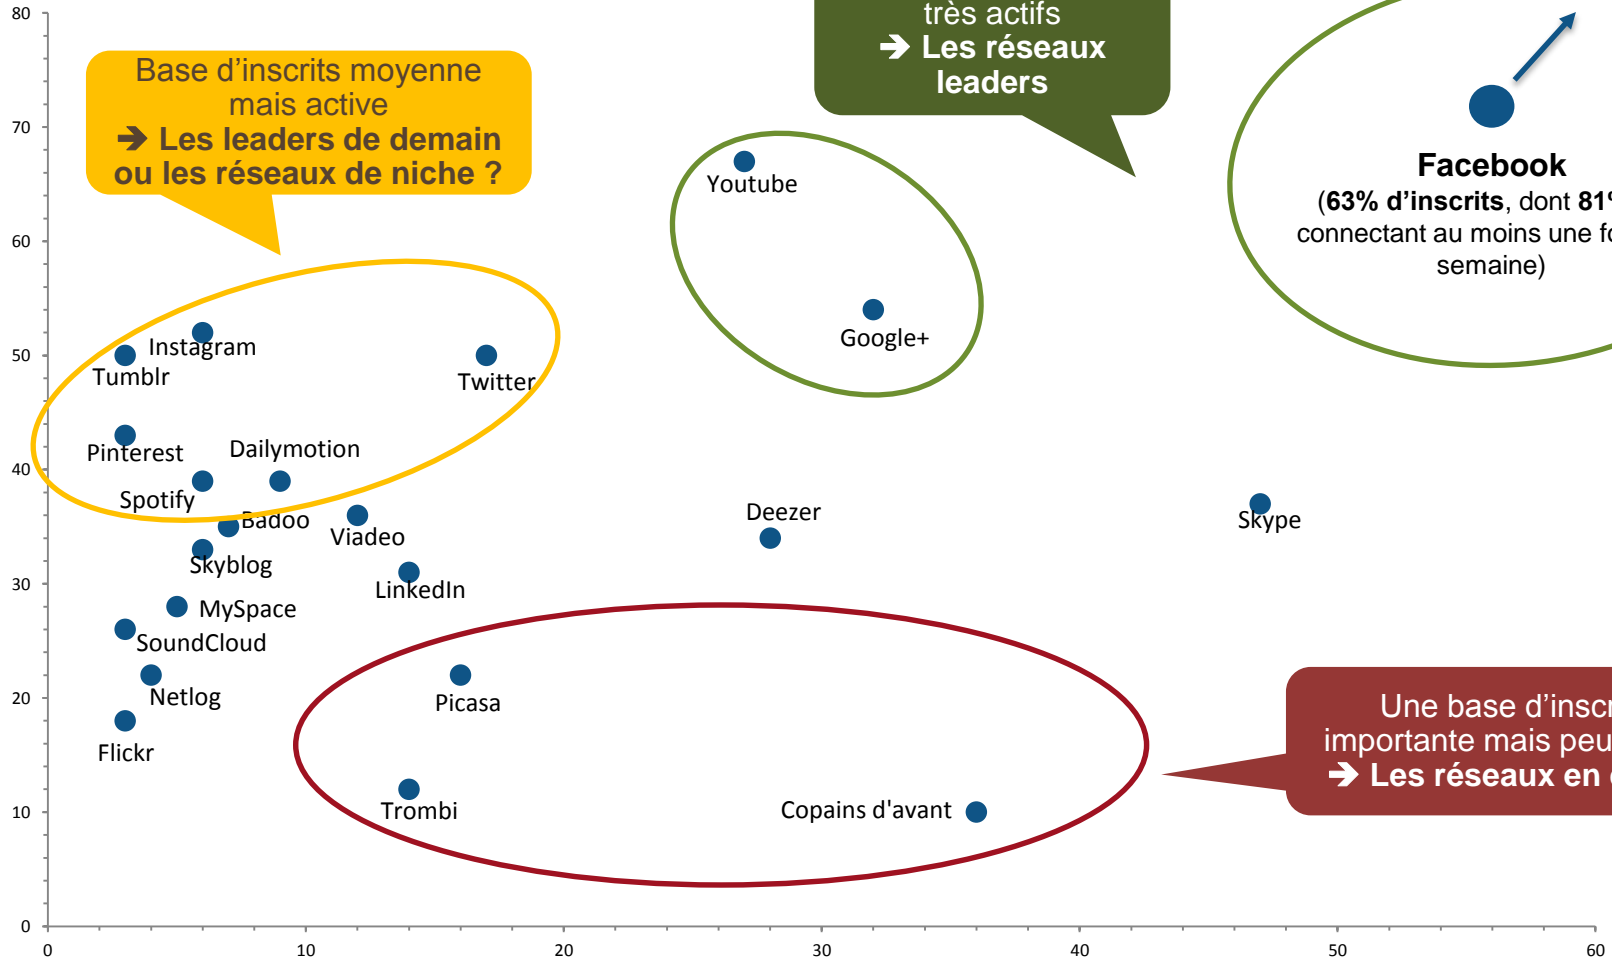 80
70
60
50
40
30
20
10
0
0
10
20
30
40
50
60
Base d’inscrits moyenne
mais active
➔ Les leaders de demain
ou les réseaux de niche ?
très actifs
➔ Les réseaux
leaders
Facebook
(63% d’inscrits, dont 81%
connectant au moins une fo
semaine)
Youtube
Google+
Instagram
Tumblr
Twitter
Pinterest
Dailymotion
Spotify
Badoo
Viadeo
Skyblog
LinkedIn
MySpace
SoundCloud
Netlog
Flickr
Deezer
Skype
Picasa
Trombi
Copains d'avant
Une base d’inscri
importante mais peu
➔ Les réseaux en